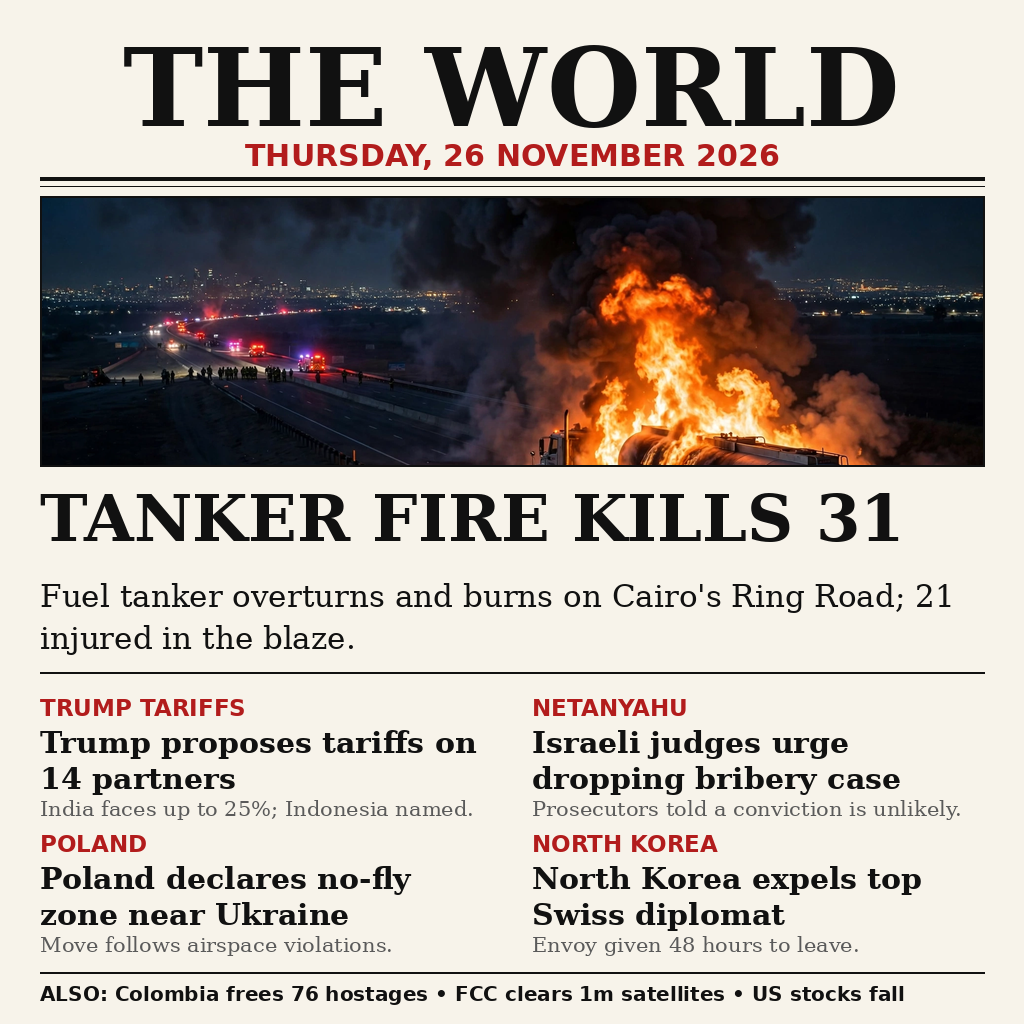 THE WORLD
THURSDAY, 26 NOVEMBER 2026
TANKER FIRE KILLS 31
Fuel tanker overturns and burns on Cairo's Ring Road; 21
injured in the blaze.
TRUMP TARIFFS
Trump proposes tariffs on
14 partners
India faces up to 25%; Indonesia named.
NETANYAHU
Israeli judges urge
dropping bribery case
Prosecutors told a conviction is unlikely.
POLAND
Poland declares no-fly
zone near Ukraine
Move follows airspace violations.
NORTH KOREA
North Korea expels top
Swiss diplomat
Envoy given 48 hours to leave.
ALSO: Colombia frees 76 hostages • FCC clears 1m satellites • US stocks fall